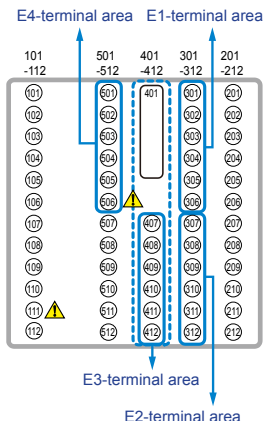 E4-terminal area E1-terminal area
101 501 401 301 201
-112 -512 -412 -312 -212
101 501 401 301 201
102 502 302 202
103 503 303 203
104 504 304 204
105 505 305 205
106 506 306 206
107 507 407 307 207
108 508 408 308 208
109 509 409 309 209
110 510 410 310 210
111 511 411 311 211
112 512 412 312 212
E3-terminal area
E2-terminal area